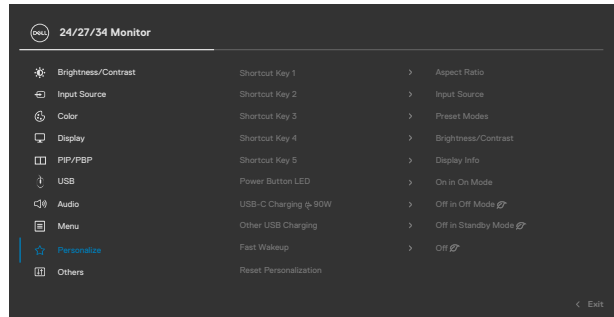 DELL 24/27/34 Monitor
Brightness/Contrast Shortcut Key 1 > Aspect Ratio
Input Source Shortcut Key 2 > Input Source
Color Shortcut Key 3 > Preset Modes
Display Shortcut Key 4 > Brightness/Contrast
PIP/PBP Shortcut Key 5 > Display Info
USB Power Button LED > On in On Mode
Audio USB-C Charging 90W > Off in Off Mode
Menu Other USB Charging > Off in Standby Mode
Personalize Fast Wakeup > Off
Others Reset Personalization
< Exit